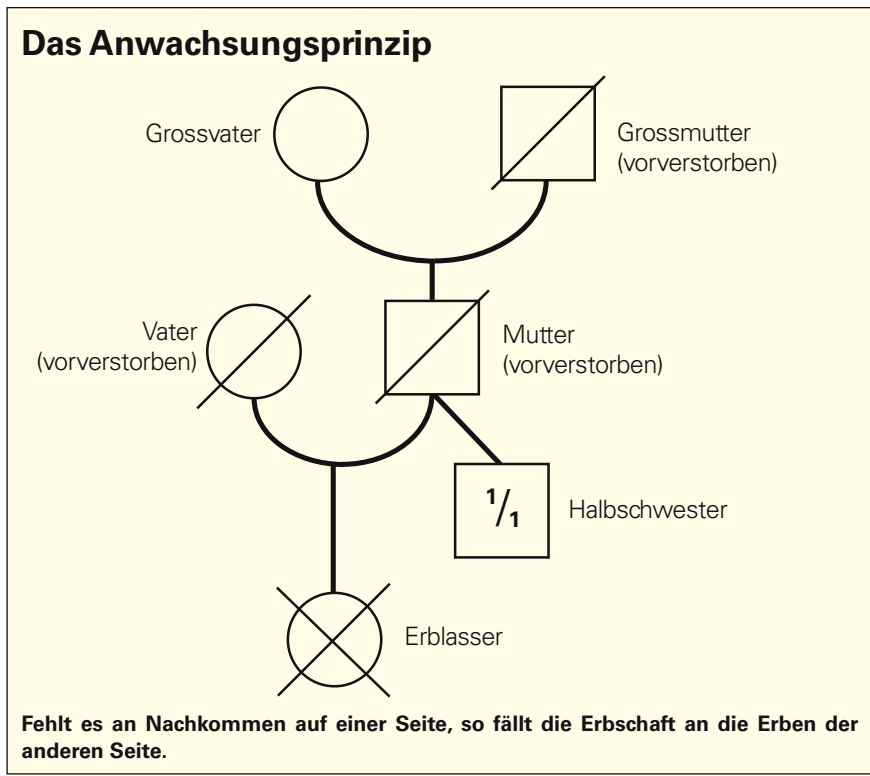 Das Anwachsungsprinzip
Grossvater
Grossmutter
(vorverstorben)
Vater
(vorverstorben)
Mutter
(vorverstorben)
1/1
Halbschwester
Erblasser
Fehlt es an Nachkommen auf einer Seite, so fällt die Erbschaft an die Erben der
anderen Seite.